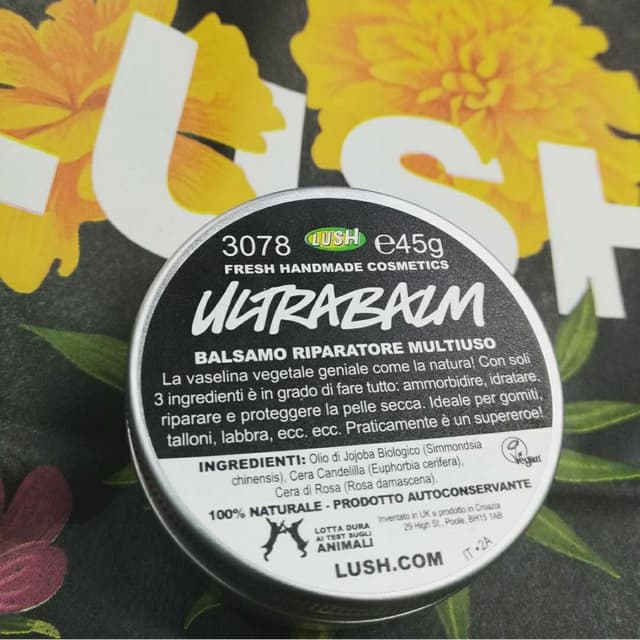 LUSH
3078 LUSH ℮45g
FRESH HANDMADE COSMETICS
ULTRABALM
BALSAMO RIPARATORE MULTIUSO
La vaselina vegetale geniale come la natura! Con soli
3 ingredienti è in grado di fare tutto: ammorbidire, idratare,
riparare e proteggere la pelle secca. Ideale per gomiti,
talloni, labbra, ecc. ecc. Praticamente è un supereroe!
INGREDIENTI: Olio di Jojoba Biologico (Simmondsia
chinensis), Cera Candelilla (Euphorbia cerifera),
Cera di Rosa (Rosa damascena).
Vegan
100% NATURALE - PRODOTTO AUTOCONSERVANTE
LOTTA DURA
AI TEST SUGLI
ANIMALI
Inventato in UK e prodotto in Croazia
29 High St., Poole, BH15 1AB
LUSH.COM
IT •2A